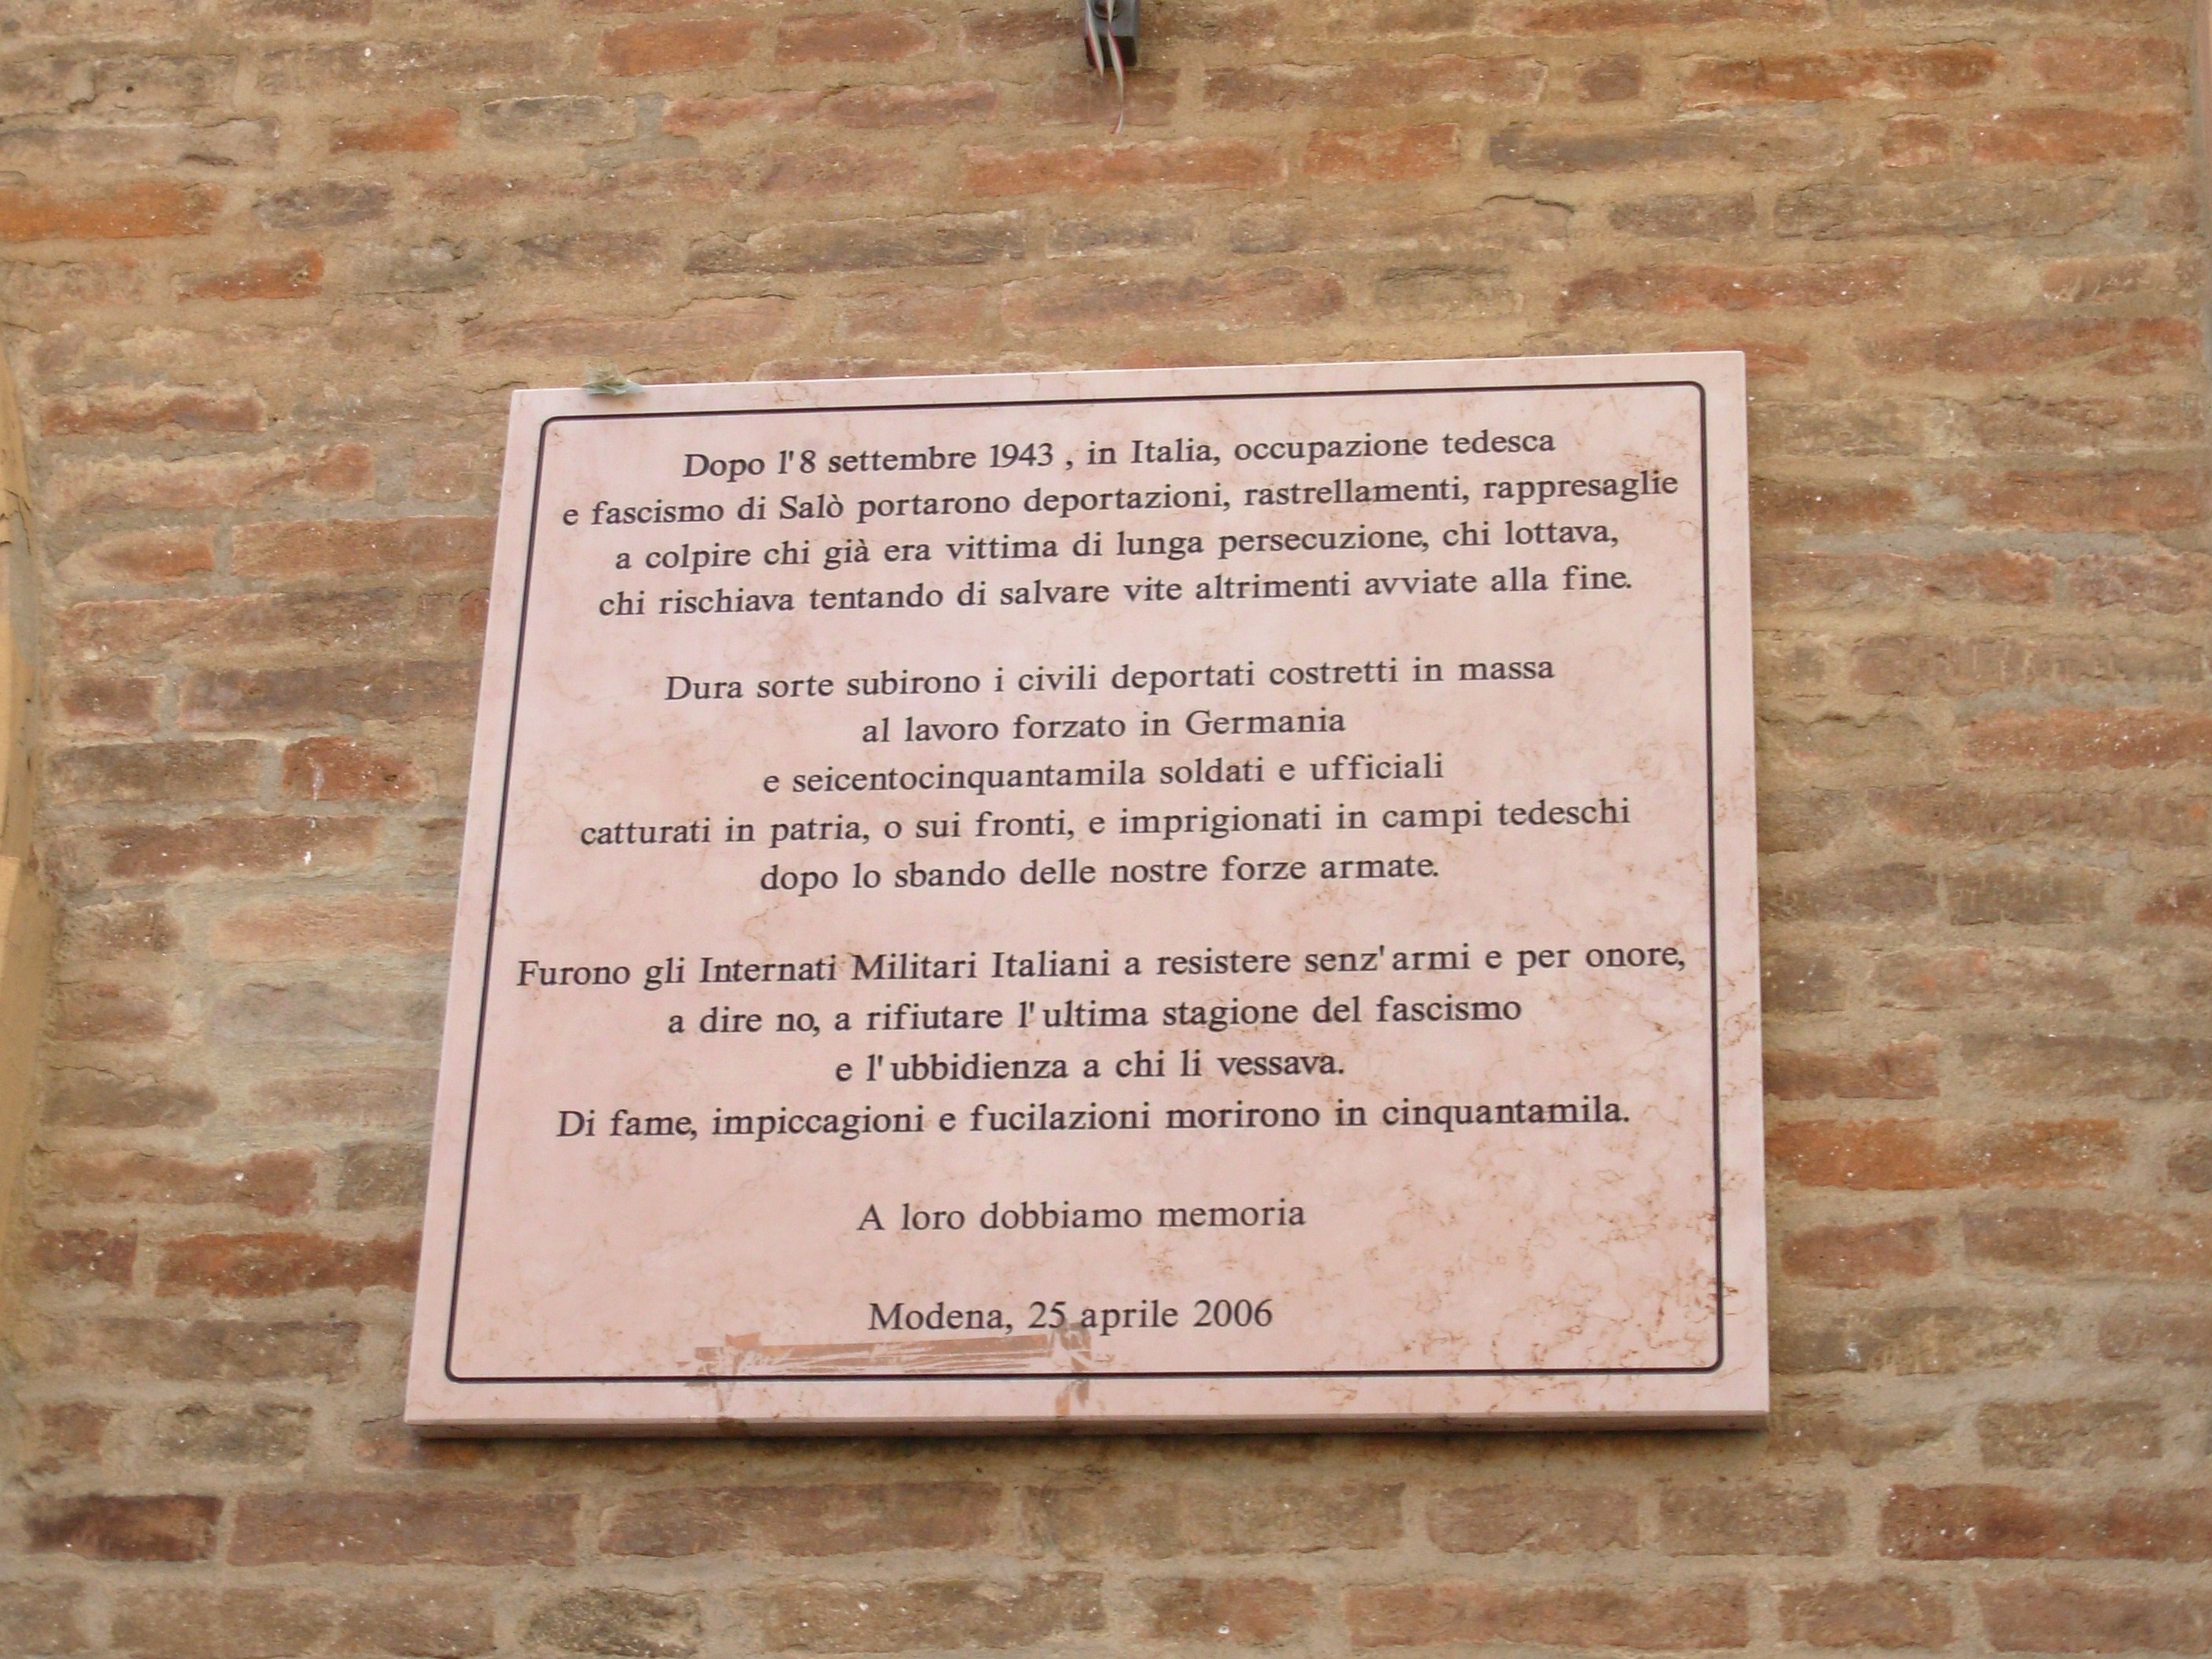 Dopo l'8 settembre 1943 , in Italia, occupazione tedesca
e fascismo di Salò portarono deportazioni, rastrellamenti, rappresaglie
a colpire chi già era vittima di lunga persecuzione, chi lottava,
chi rischiava tentando di salvare vite altrimenti avviate alla fine.
Dura sorte subirono i civili deportati costretti in massa
al lavoro forzato in Germania
e seicentocinquantamila soldati e ufficiali
catturati in patria, o sui fronti, e imprigionati in campi tedeschi
dopo lo sbando delle nostre forze armate.
Furono gli Internati Militari Italiani a resistere senz'armi e per onore,
a dire no, a rifiutare l'ultima stagione del fascismo
e l'ubbidienza a chi li vessava.
Di fame, impiccagioni e fucilazioni morirono in cinquantamila.
A loro dobbiamo memoria
Modena, 25 aprile 2006